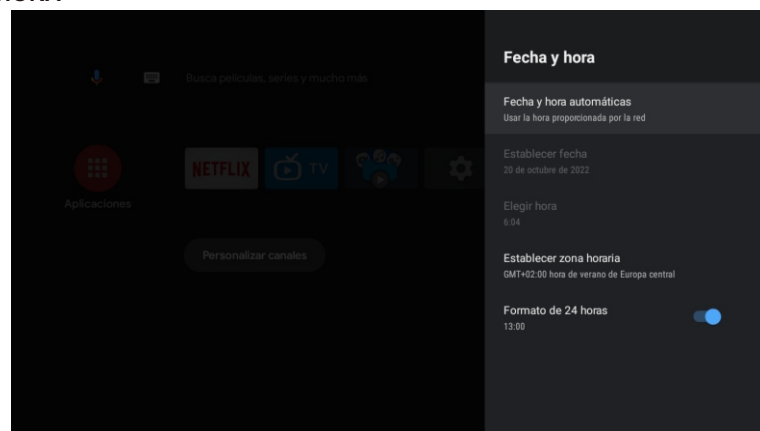 Busca películas, series y mucho más
NETFLIX
TV
Aplicaciones
Personalizar canales
Fecha y hora
Fecha y hora automáticas
Usar la hora proporcionada por la red
Establecer fecha
20 de octubre de 2022
Elegir hora
6:04
Establecer zona horaria
GMT+02:00 hora de verano de Europa central
Formato de 24 horas
13:00